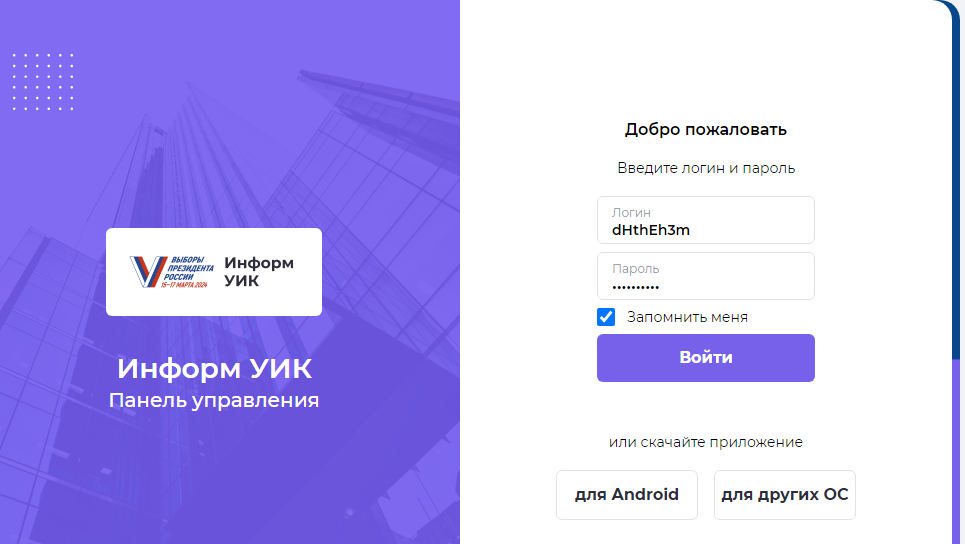 ВЫБОРЫ
ПРЕЗИДЕНТА
РОССИИ
15–17 МАРТА 2024
Информ
УИК
Информ УИК
Панель управления
Добро пожаловать
Введите логин и пароль
Логин
dHthEh3m
Пароль
••••••••••
Запомнить меня
Войти
или скачайте приложение
для Android
для других ОС